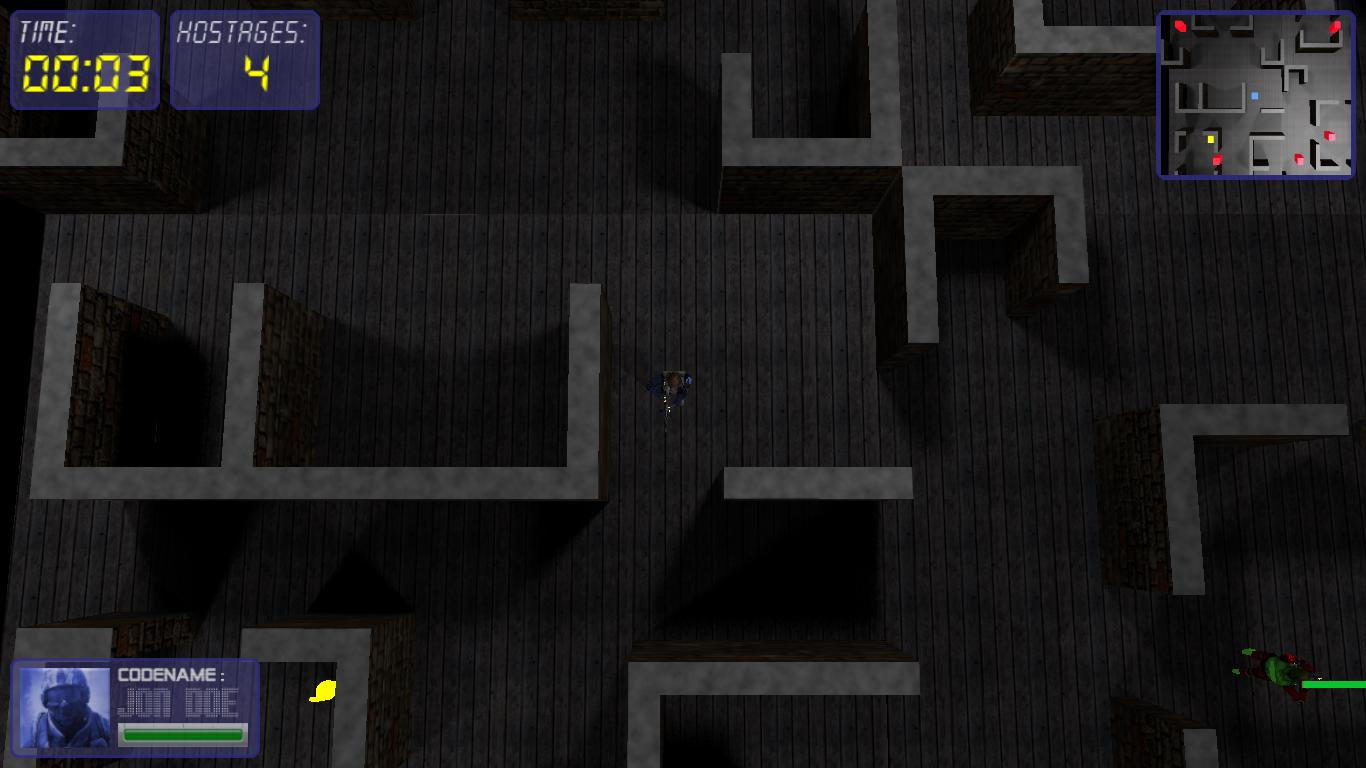 TIME:
00:03
HOSTAGES:
4
CODENAME:
JON DOE